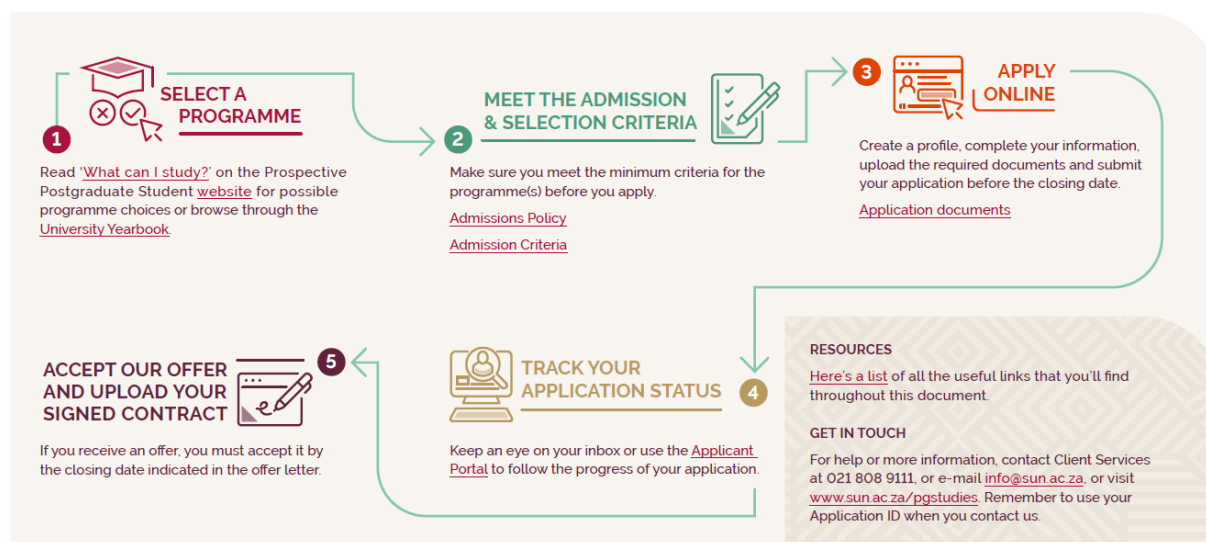 1
SELECT A
PROGRAMME
Read 'What can I study?' on the Prospective
Postgraduate Student website for possible
programme choices or browse through the
University Yearbook.
2
MEET THE ADMISSION
& SELECTION CRITERIA
Make sure you meet the minimum criteria for the
programme(s) before you apply.
Admissions Policy
Admission Criteria
3
APPLY
ONLINE
Create a profile, complete your information,
upload the required documents and submit
your application before the closing date.
Application documents
TRACK YOUR
APPLICATION STATUS
4
Keep an eye on your inbox or use the Applicant
Portal to follow the progress of your application.
ACCEPT OUR OFFER
AND UPLOAD YOUR
SIGNED CONTRACT
5
If you receive an offer, you must accept it by
the closing date indicated in the offer letter.
RESOURCES
Here's a list of all the useful links that you'll find
throughout this document.
GET IN TOUCH
For help or more information, contact Client Services
at 021 808 9111, or e-mail info@sun.ac.za, or visit
www.sun.ac.za/pgstudies. Remember to use your
Application ID when you contact us.